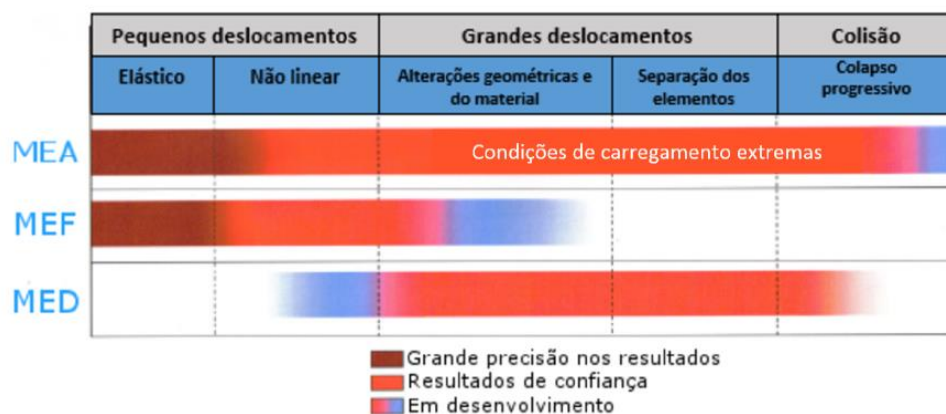 Pequenos deslocamentos Grandes deslocamentos Colisão
Elástico Não linear Alterações geométricas e do material Separação dos elementos Colapso progressivo
MEA Condições de carregamento extremas
MEF
MED
Grande precisão nos resultados
Resultados de confiança
Em desenvolvimento